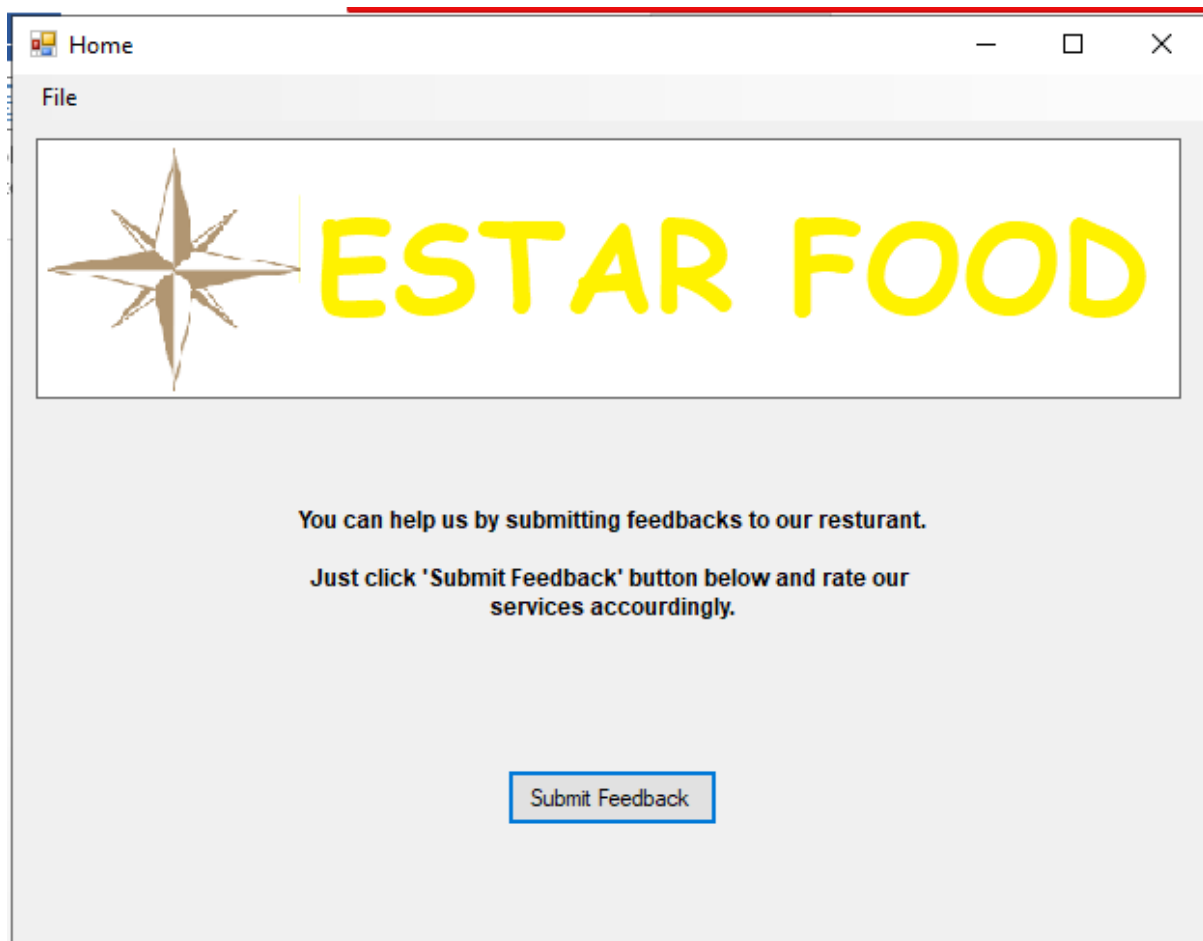 Home
File
ESTAR FOOD
You can help us by submitting feedbacks to our resturant.
Just click 'Submit Feedback' button below and rate our
services accourdingly.
Submit Feedback